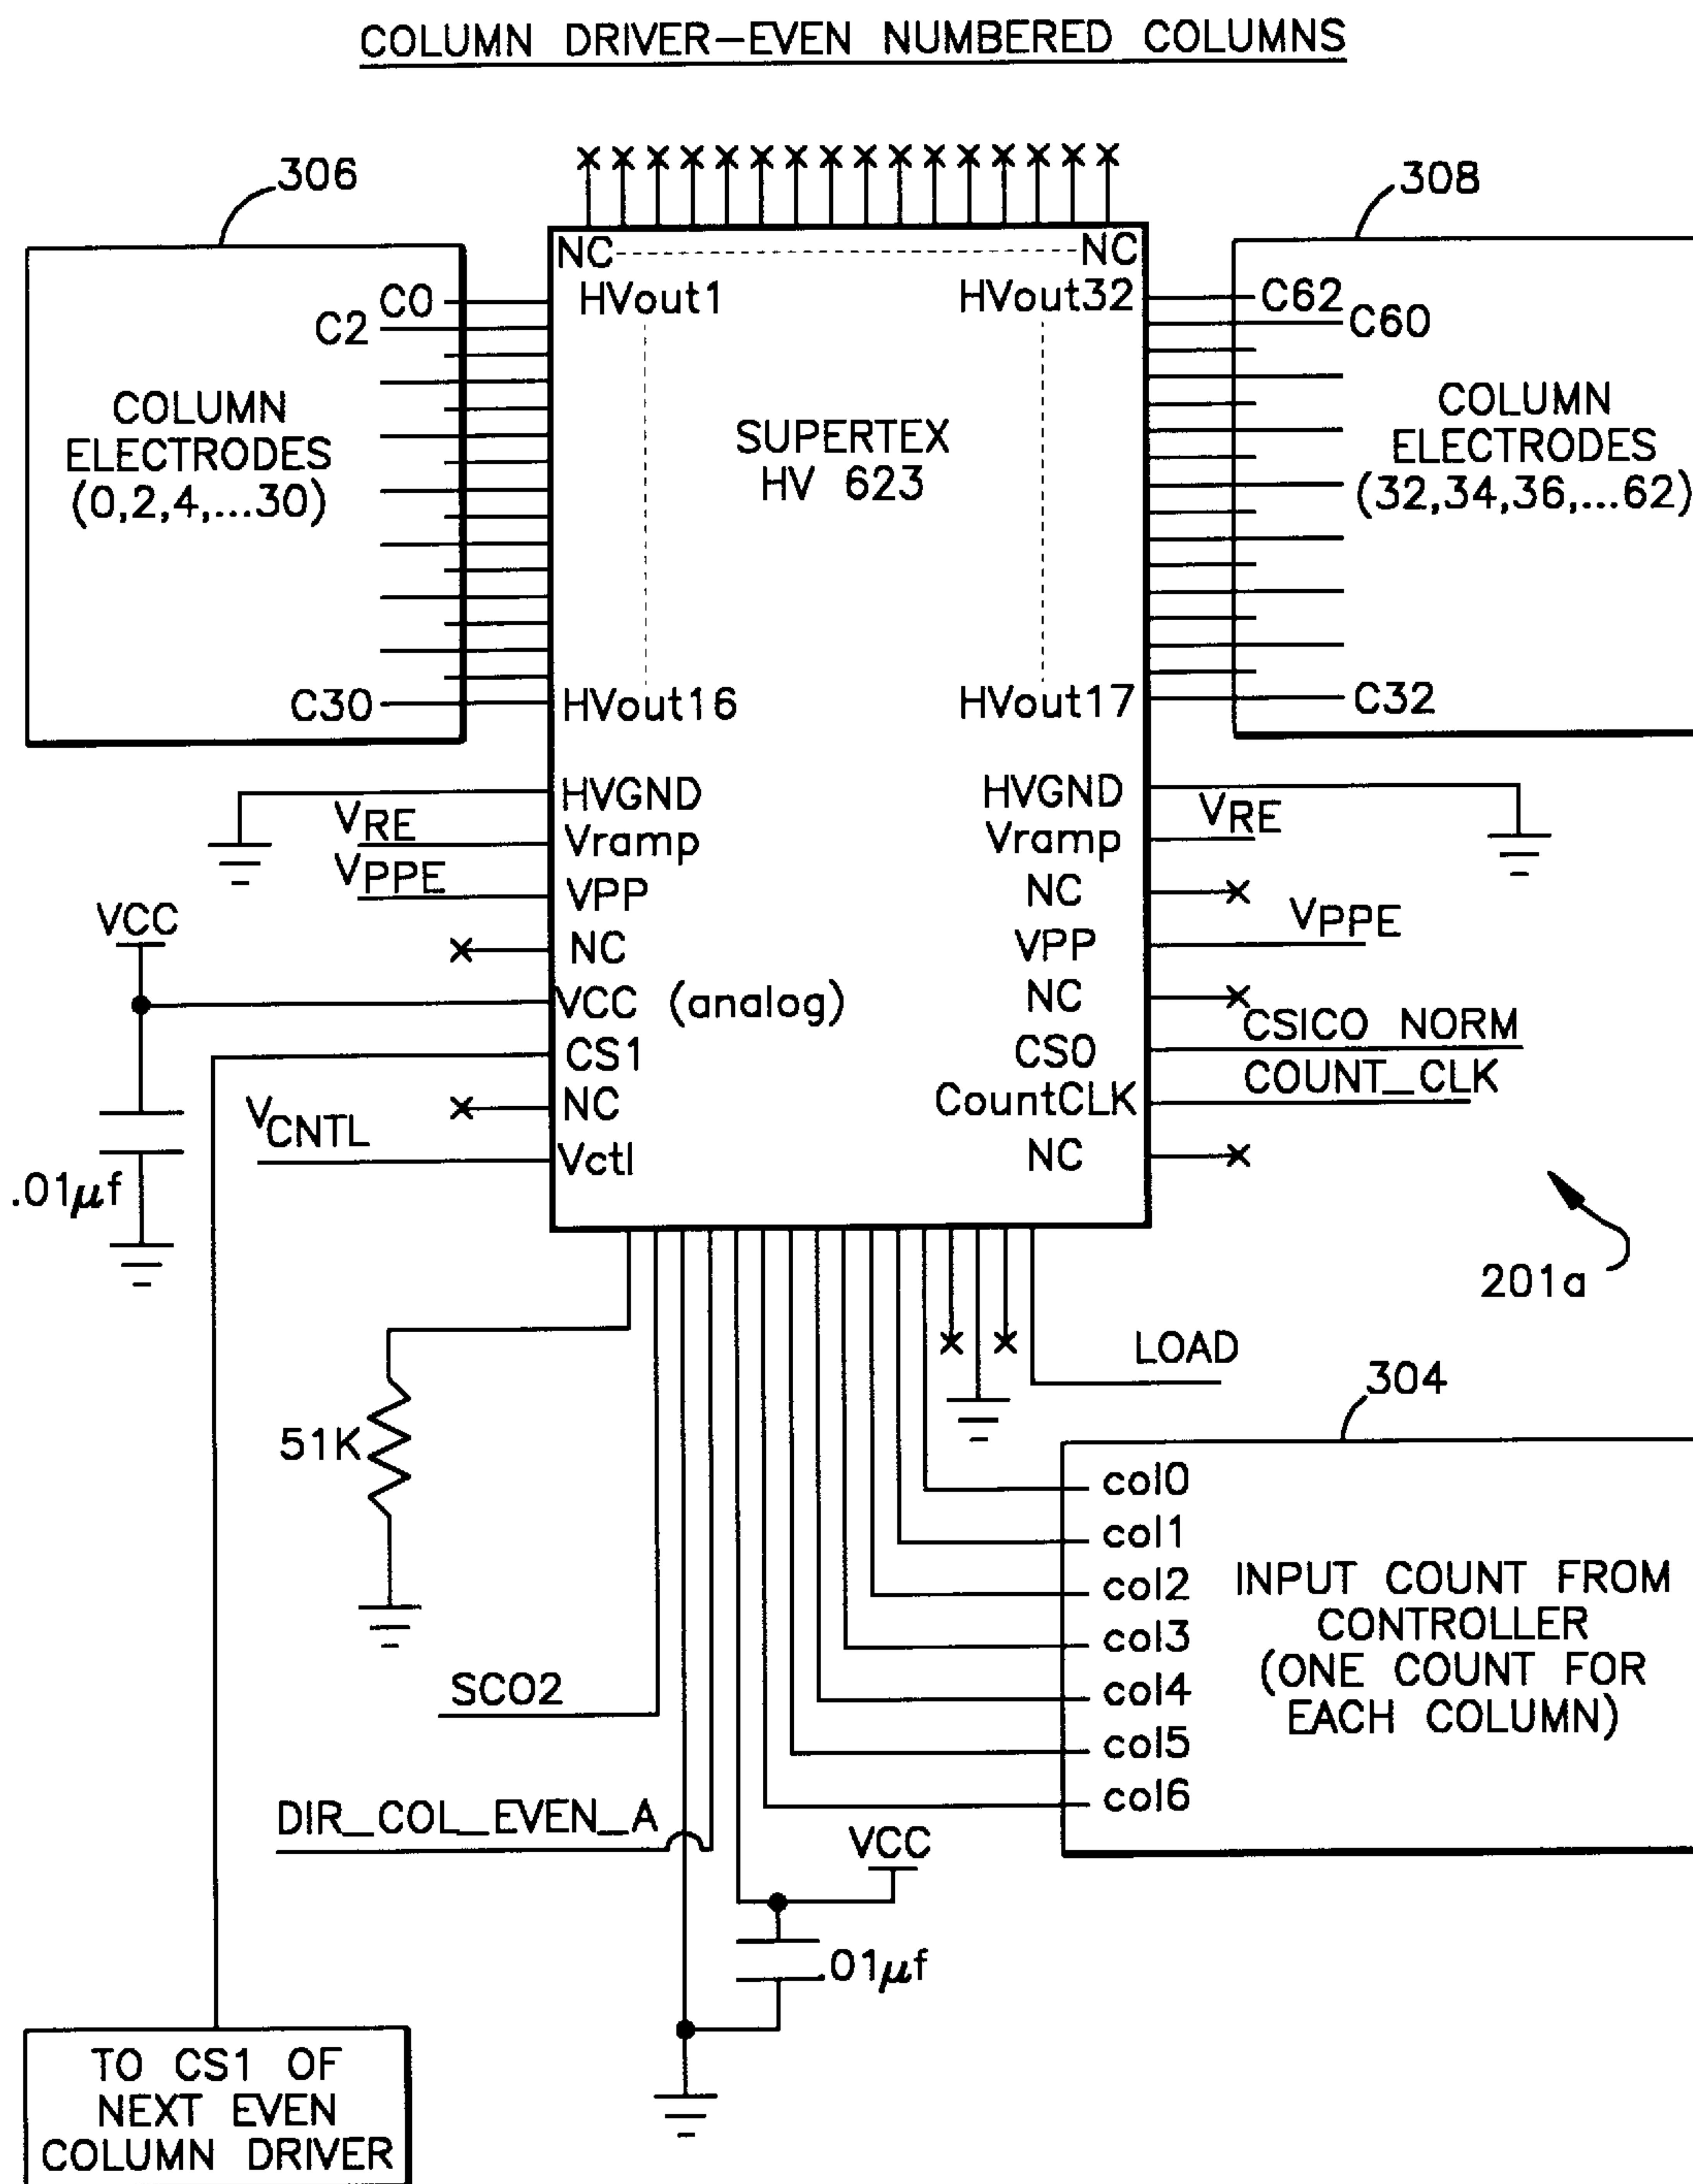 COLUMN DRIVER-EVEN NUMBERED COLUMNS
306
308
NC NC
HVout1 HVout32
C0
C2
C62
C60
COLUMN
ELECTRODES
(0,2,4,...30)
SUPERTEX
HV 623
COLUMN
ELECTRODES
(32,34,36,...62)
C30
HVout16 HVout17
C32
HVGND HVGND
VRE
Vramp Vramp
VRE
VPPE
VPP NC
VCC
NC VPP
VPPE
VCC (analog) NC
CS1 CS0
CSICO NORM
NC CountCLK
COUNT_CLK
VCNTL
Vctl NC
.01µf
201a
LOAD
304
51K
col0
col1
col2
col3
col4
col5
col6
INPUT COUNT FROM
CONTROLLER
(ONE COUNT FOR
EACH COLUMN)
SCO2
DIR_COL_EVEN_A
VCC
.01µf
TO CS1 OF
NEXT EVEN
COLUMN DRIVER